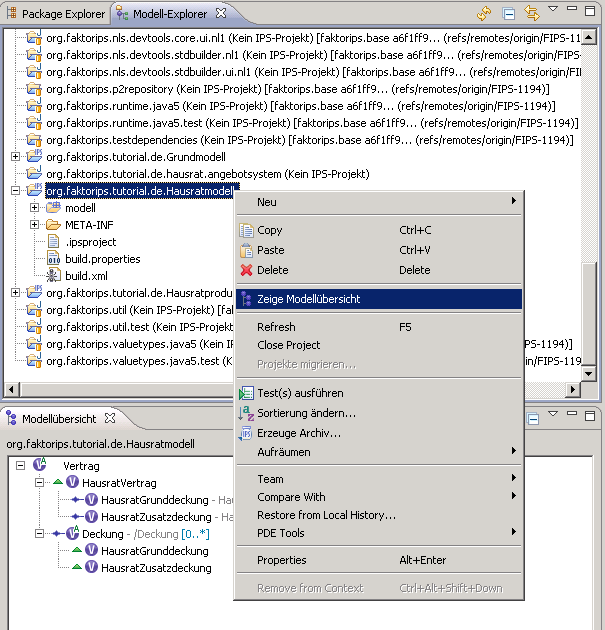 Package Explorer Modell-Explorer
org.faktorips.nls.devtools.core.ui.nl1 (Kein IPS-Projekt) [faktorips.base a6f1ff9... (refs/remotes/origin/FIPS-1
org.faktorips.nls.devtools.stdbuilder.nl1 (Kein IPS-Projekt) [faktorips.base a6f1ff9... (refs/remotes/origin/FIP
org.faktorips.nls.devtools.stdbuilder.ui.nl1 (Kein IPS-Projekt) [faktorips.base a6f1ff9... (refs/remotes/origin/FI
org.faktorips.p2repository (Kein IPS-Projekt) [faktorips.base a6f1ff9... (refs/remotes/origin/FIPS-1194)]
org.faktorips.runtime.java5 (Kein IPS-Projekt) [faktorips.base a6f1ff9... (refs/remotes/origin/FIPS-1194)]
org.faktorips.runtime.java5.test (Kein IPS-Projekt) [faktorips.base a6f1ff9... (refs/remotes/origin/FIPS-1194)]
org.faktorips.testdependencies (Kein IPS-Projekt) [faktorips.base a6f1ff9... (refs/remotes/origin/FIPS-1194)]
org.faktorips.tutorial.de.Grundmodell
org.faktorips.tutorial.de.hausrat.angebotsystem (Kein IPS-Projekt)
org.faktorips.tutorial.de.Hausratmodell
modell
META-INF
.ipsproject
build.properties
build.xml
org.faktorips.tutorial.de.Hausratprodu
org.faktorips.util (Kein IPS-Projekt) [fa
org.faktorips.util.test (Kein IPS-Projekt
org.faktorips.valuetypes.java5 (Kein IP PS-1194)]
org.faktorips.valuetypes.java5.test (Ke in/FIPS-1194
Neu
Copy Ctrl+C
Paste Ctrl+V
Delete Delete
Zeige Modellübersicht
Refresh F5
Close Project
Projekte migrieren...
Test(s) ausführen
Sortierung ändern...
Erzeuge Archiv...
Aufräumen
Team
Compare With
Restore from Local History...
PDE Tools
Properties Alt+Enter
Remove from Context Ctrl+Alt+Shift+Down
Modellübersicht
org.faktorips.tutorial.de.Hausratmodell
Vertrag
HausratVertrag
HausratGrunddeckung - Hau
HausratZusatzdeckung - Ha
Deckung - /Deckung [0..*]
HausratGrunddeckung
HausratZusatzdeckung